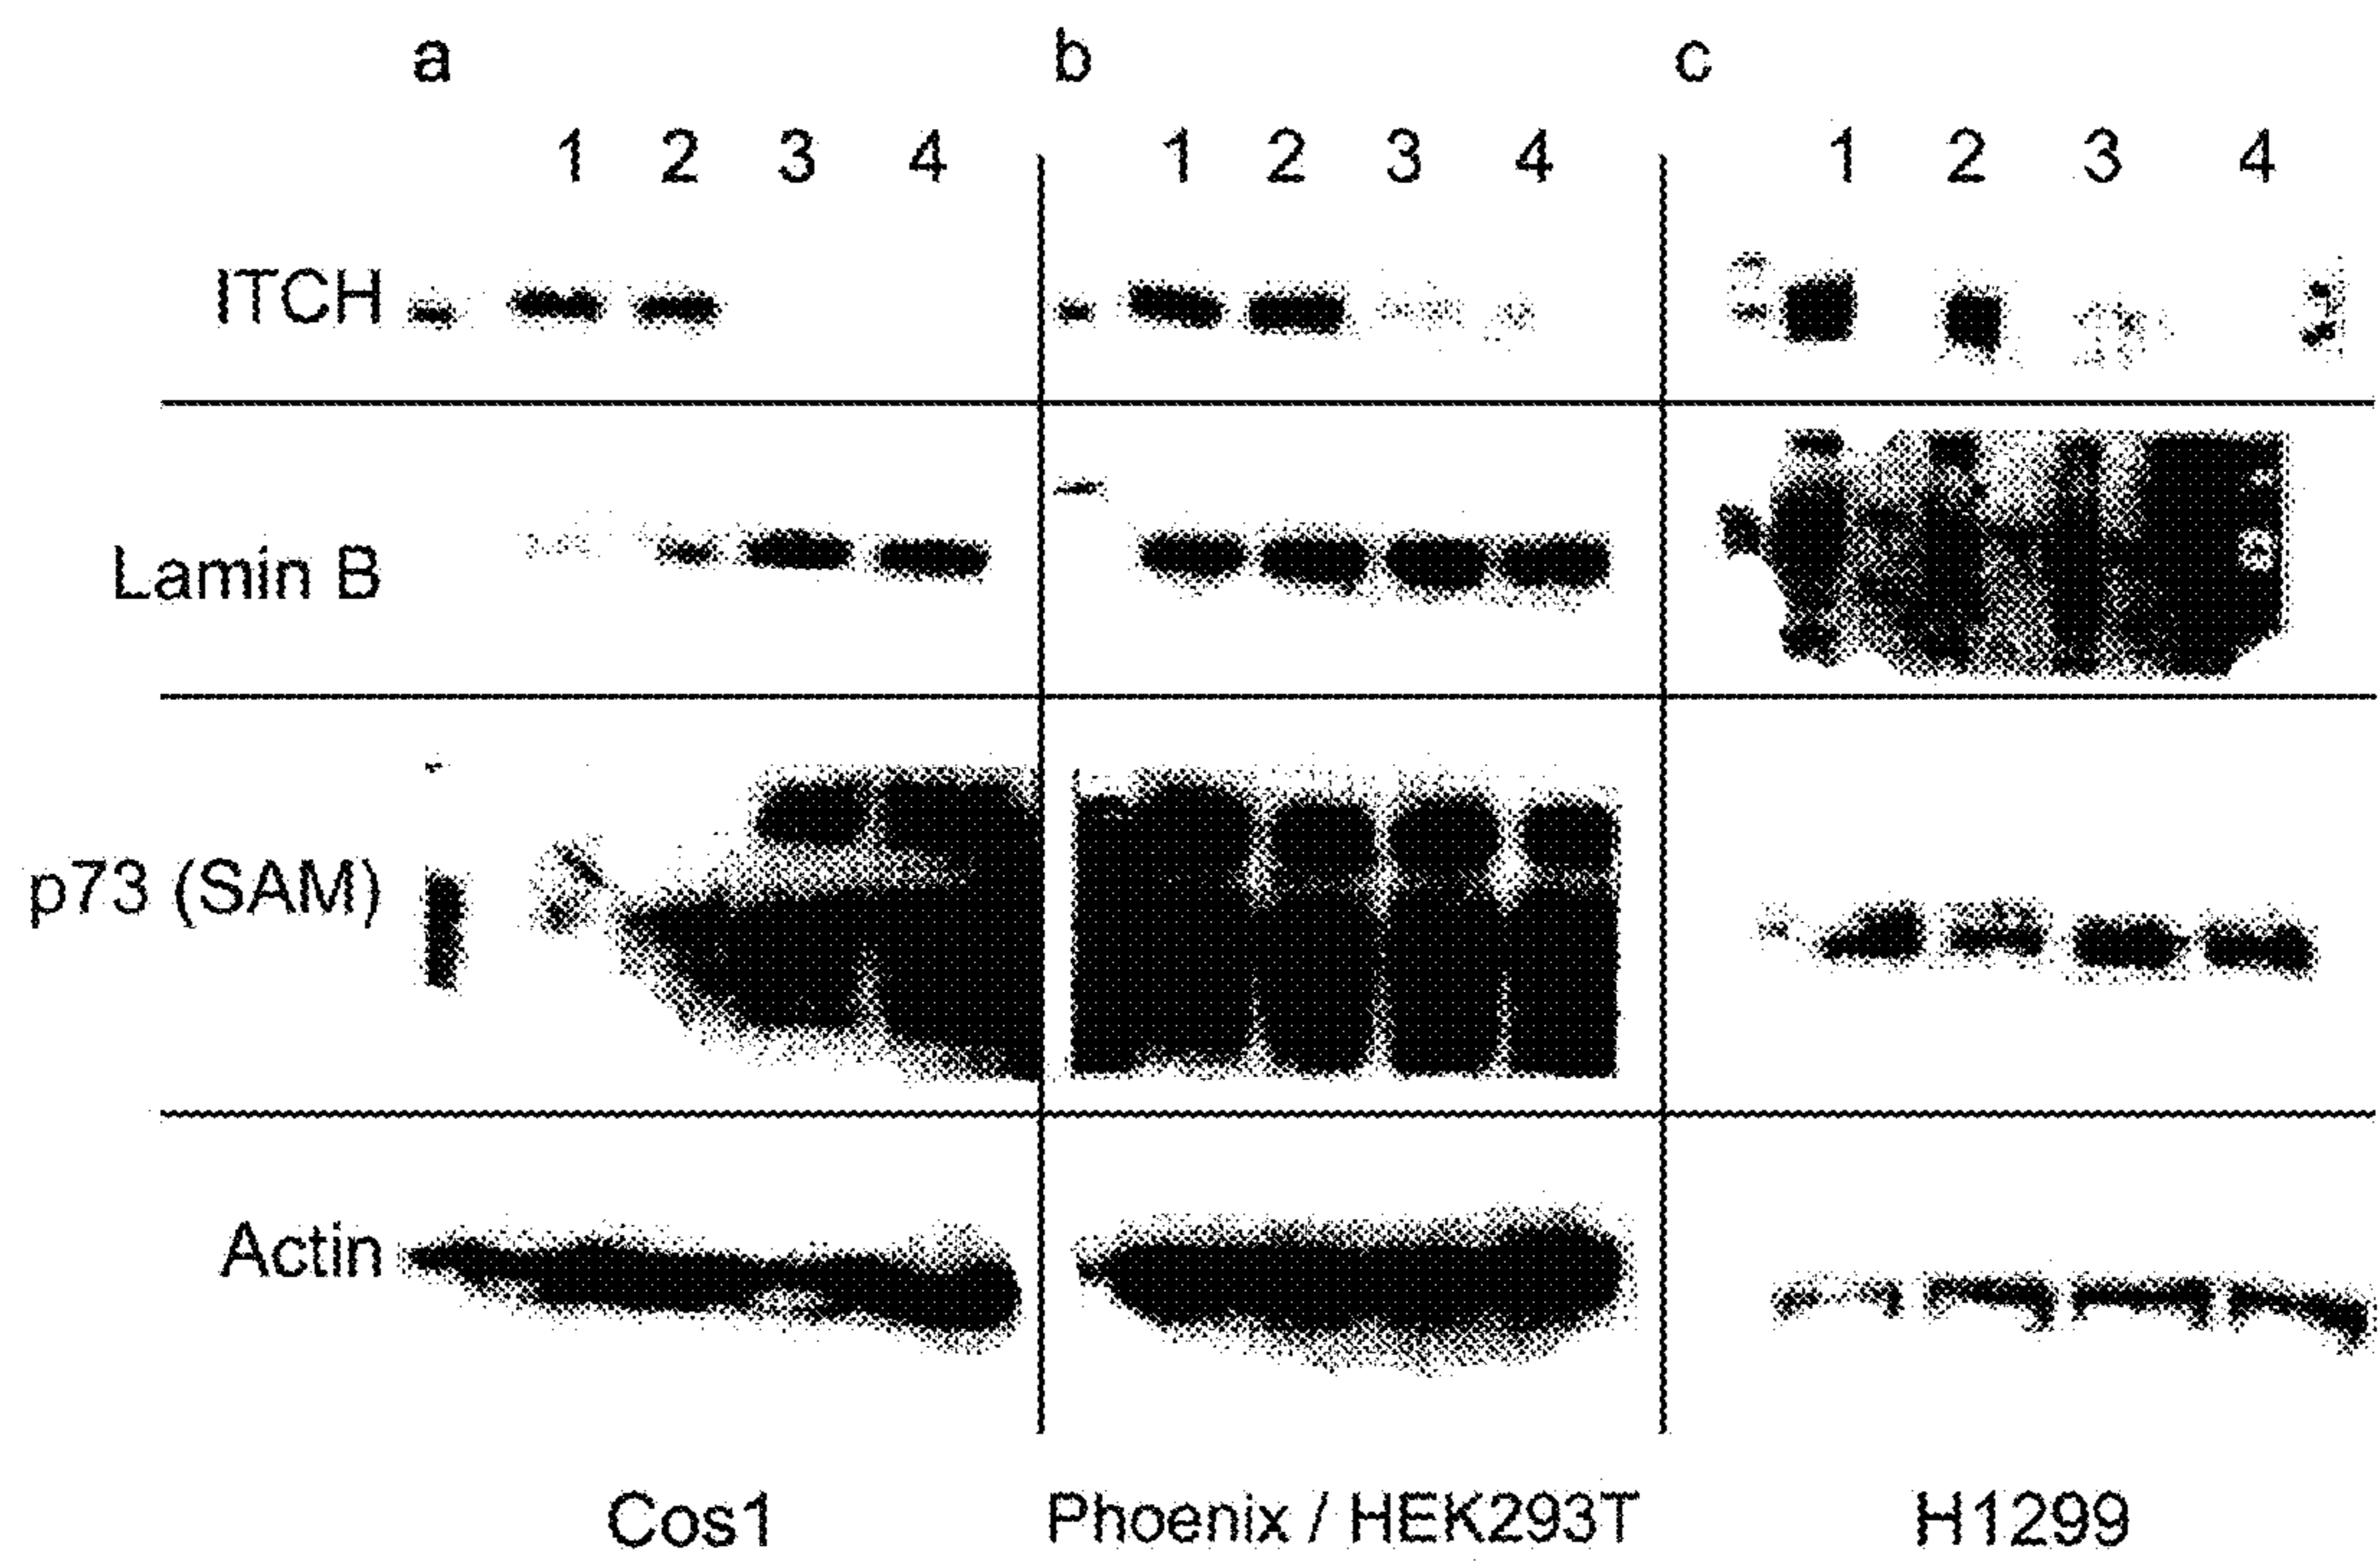 a b c
1 2 3 4 1 2 3 4 1 2 3 4
ITCH
Lamin B
p73 (SAM)
Actin
Cos1 Phoenix / HEK293T H1299